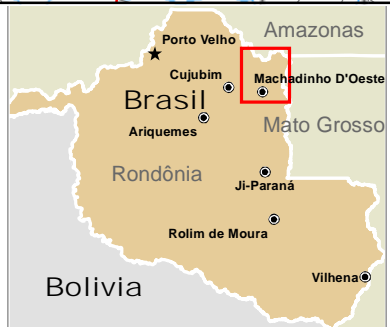 Amazonas
Porto Velho
Cujubim
Machadinho D'Oeste
Brasil
Ariquemes
Mato Grosso
Rondônia
Ji-Paraná
Rolim de Moura
Vilhena
Bolivia